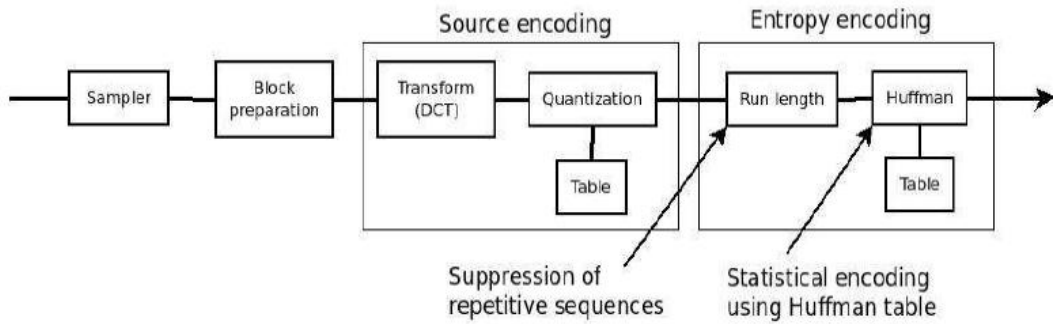 Source encoding
Entropy encoding
Sampler
Block
preparation
Transform
(DCT)
Quantization
Run length
Huffman
Table
Table
Suppression of
repetitive sequences
Statistical encoding
using Huffman table